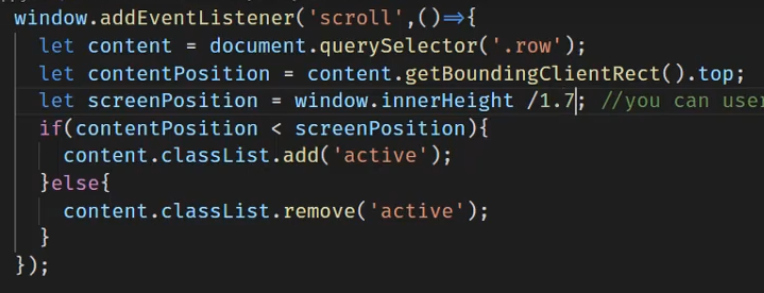 window.addEventListener('scroll',()=>{
let content = document.querySelector('.row');
let contentPosition = content.getBoundingClientRect().top;
let screenPosition = window.innerHeight /1.7; //you can user
if(contentPosition < screenPosition){
content.classList.add('active');
}else{
content.classList.remove('active');
}
});